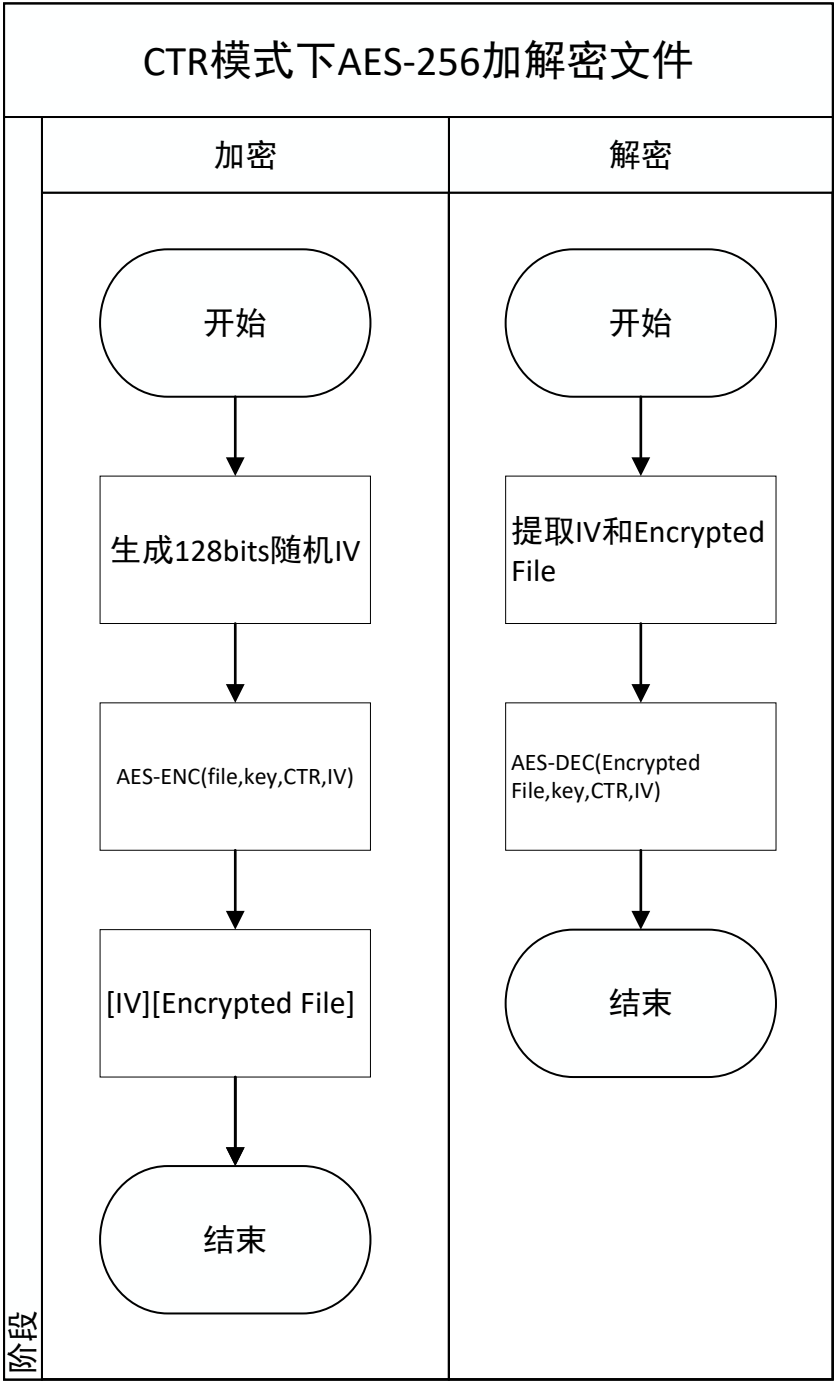 CTR模式下AES-256加解密文件
加密
解密
开始
生成128bits随机IV
AES-ENC(file,key,CTR,IV)
[IV][Encrypted File]
结束
开始
提取IV和Encrypted
File
AES-DEC(Encrypted
File,key,CTR,IV)
结束
阶段